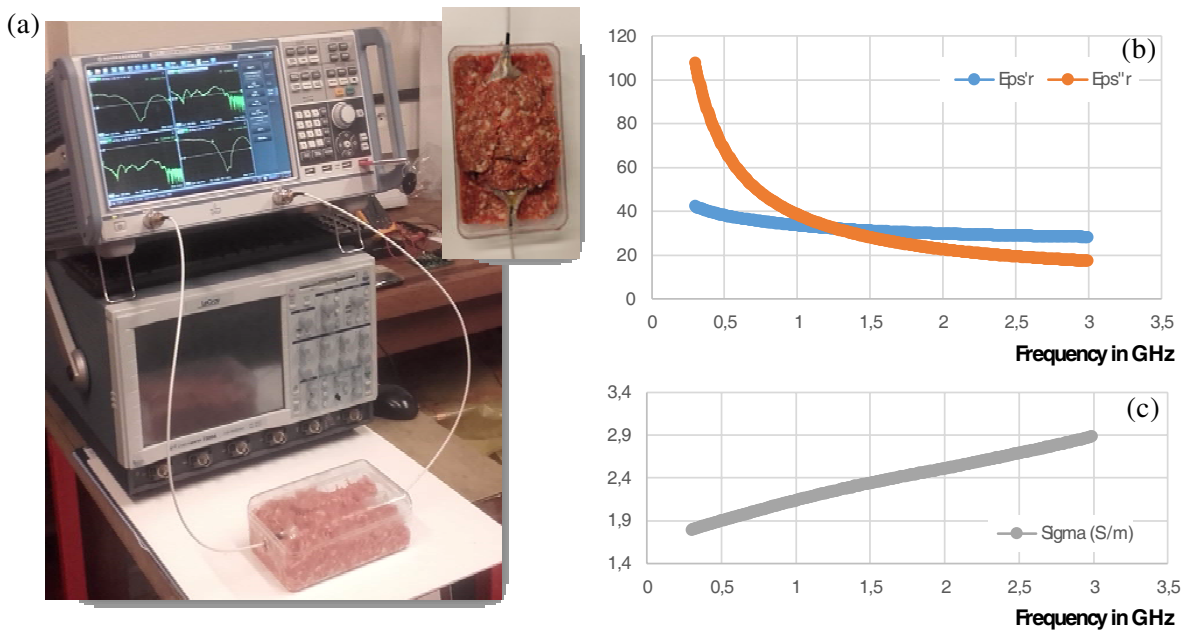 (a)
LeCroy
120
100
80
60
40
20
0
(b)
Eps'r Eps''r
0 0,5 1 1,5 2 2,5 3 3,5
Frequency in GHz
3,4
2,9
2,4
1,9
1,4
(c)
Sigma (S/m)
0 0,5 1 1,5 2 2,5 3 3,5
Frequency in GHz